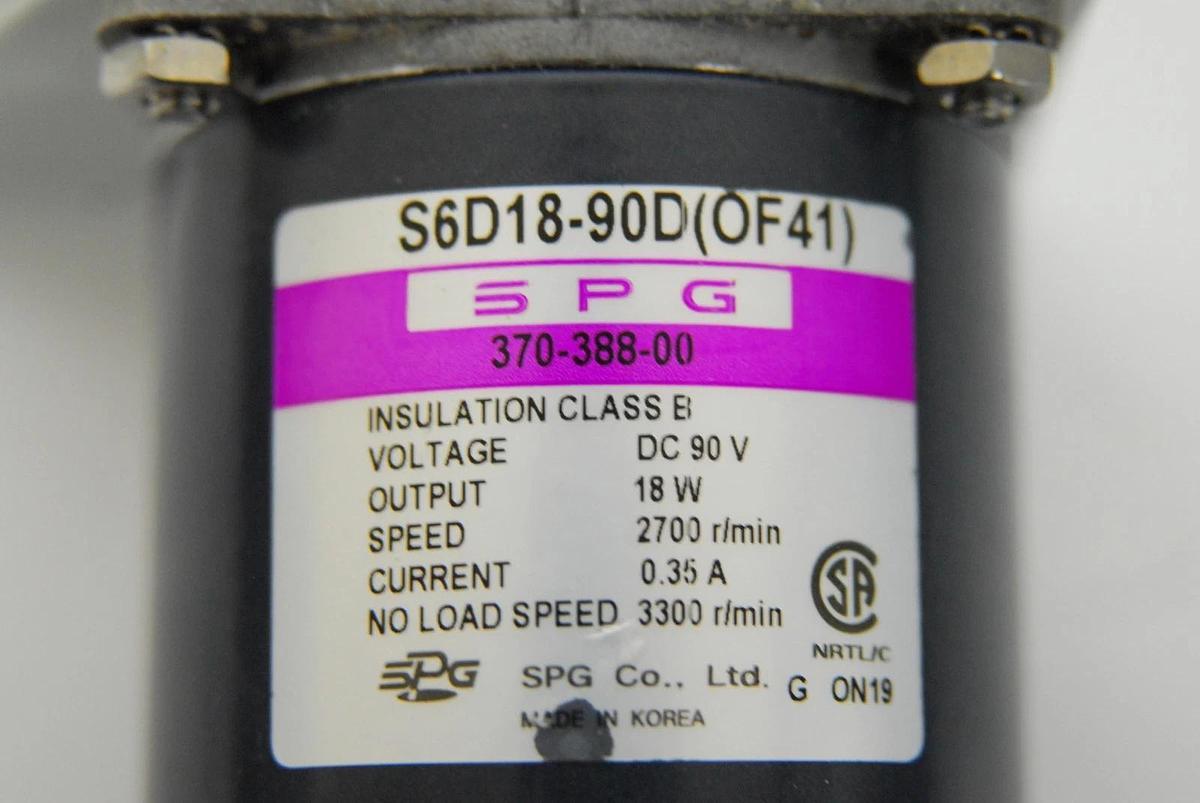 S6D18-90D(OF41)
SPG
370-388-00
INSULATION CLASS B
VOLTAGE DC 90 V
OUTPUT 18 W
SPEED 2700 r/min
CURRENT 0.35 A
NO LOAD SPEED 3300 r/min
SA
NRTL/C
SPG SPG Co., Ltd. G ON19
MADE IN KOREA